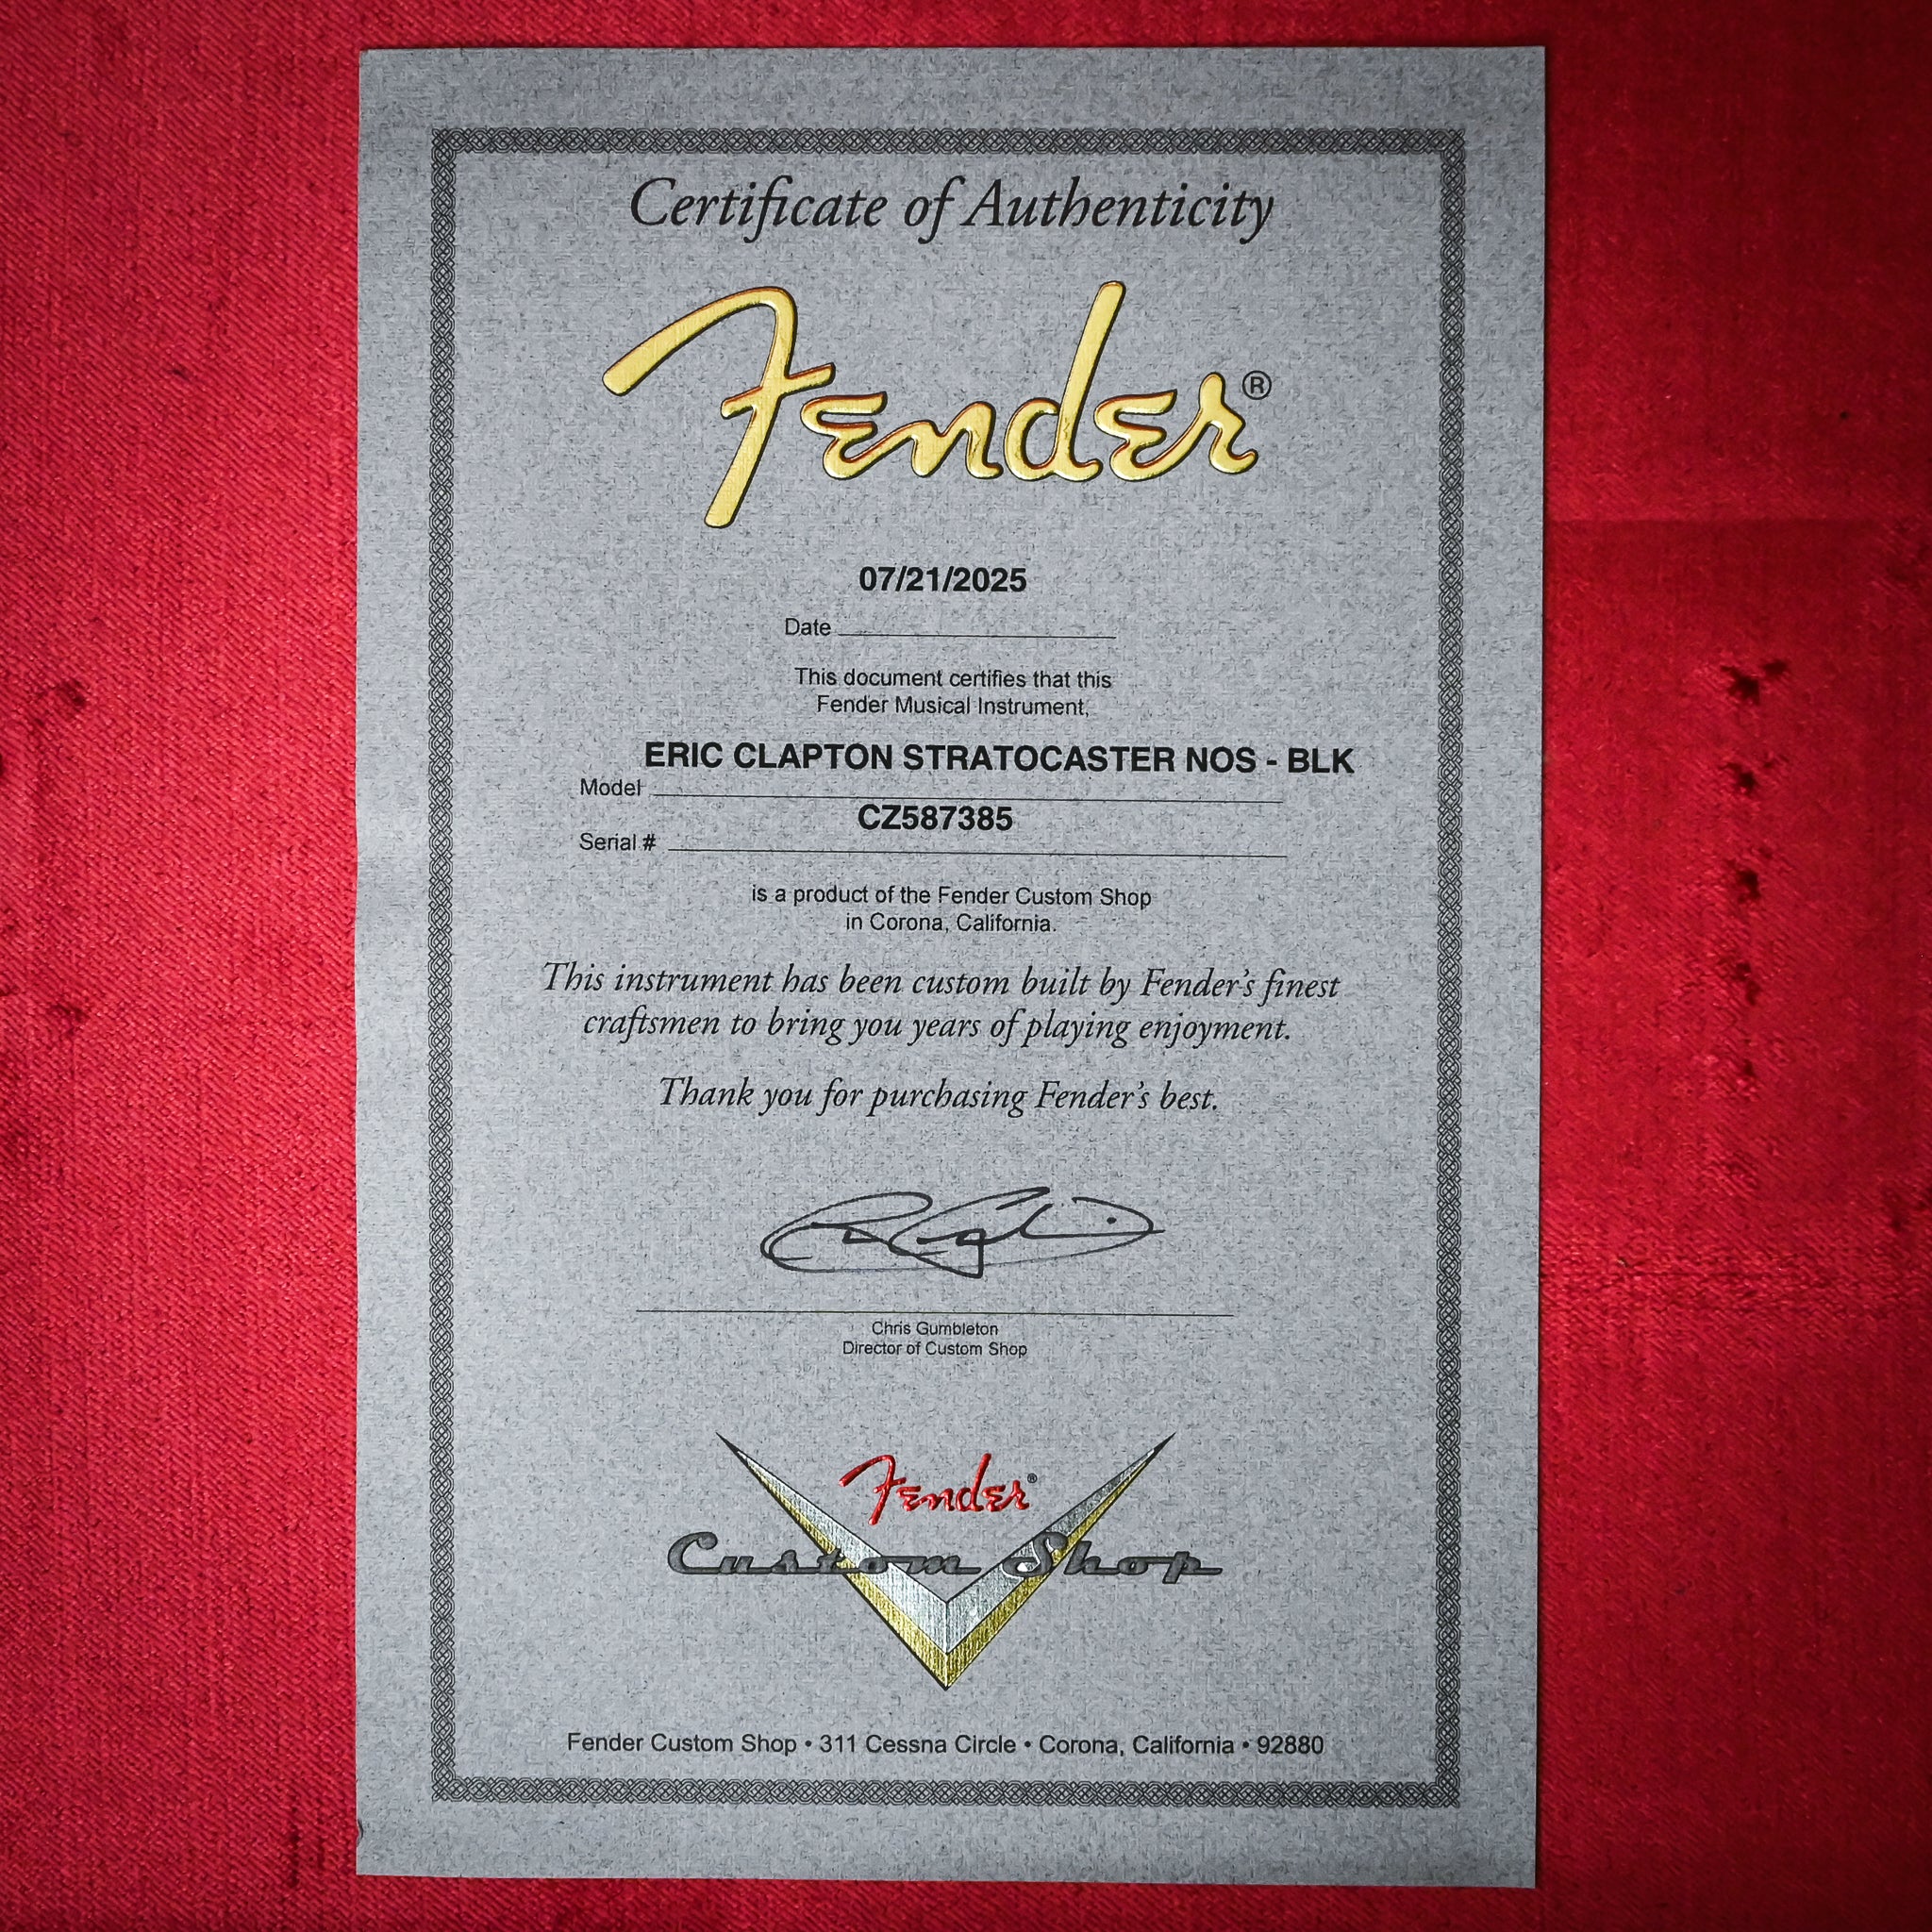 Certificate of Authenticity
Fender®
07/21/2025
Date
This document certifies that this
Fender Musical Instrument,
ERIC CLAPTON STRATOCASTER NOS - BLK
Model
CZ587385
Serial #
is a product of the Fender Custom Shop
in Corona, California.
This instrument has been custom built by Fender's finest
craftsmen to bring you years of playing enjoyment.
Thank you for purchasing Fender's best.
Chris Gumbleton
Director of Custom Shop
Fender®
Custom Shop
Fender Custom Shop • 311 Cessna Circle • Corona, California • 92880